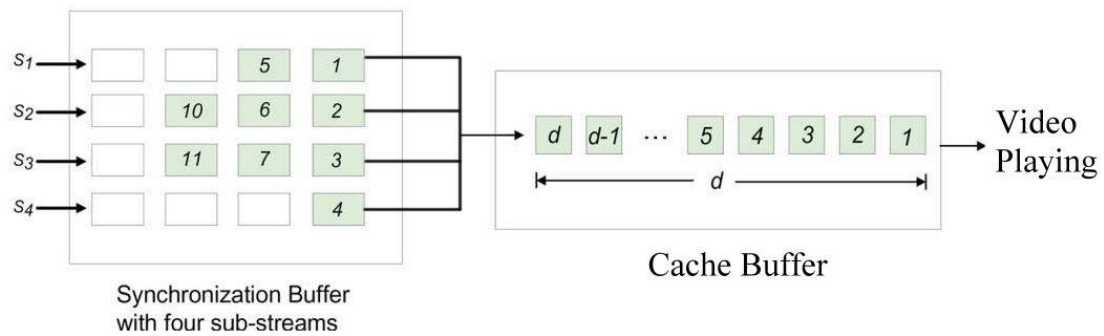 S1 5 1
S2 10 6 2
S3 11 7 3
S4 4
d d-1 ... 5 4 3 2 1
d
Video
Playing
Cache Buffer
Synchronization Buffer
with four sub-streams